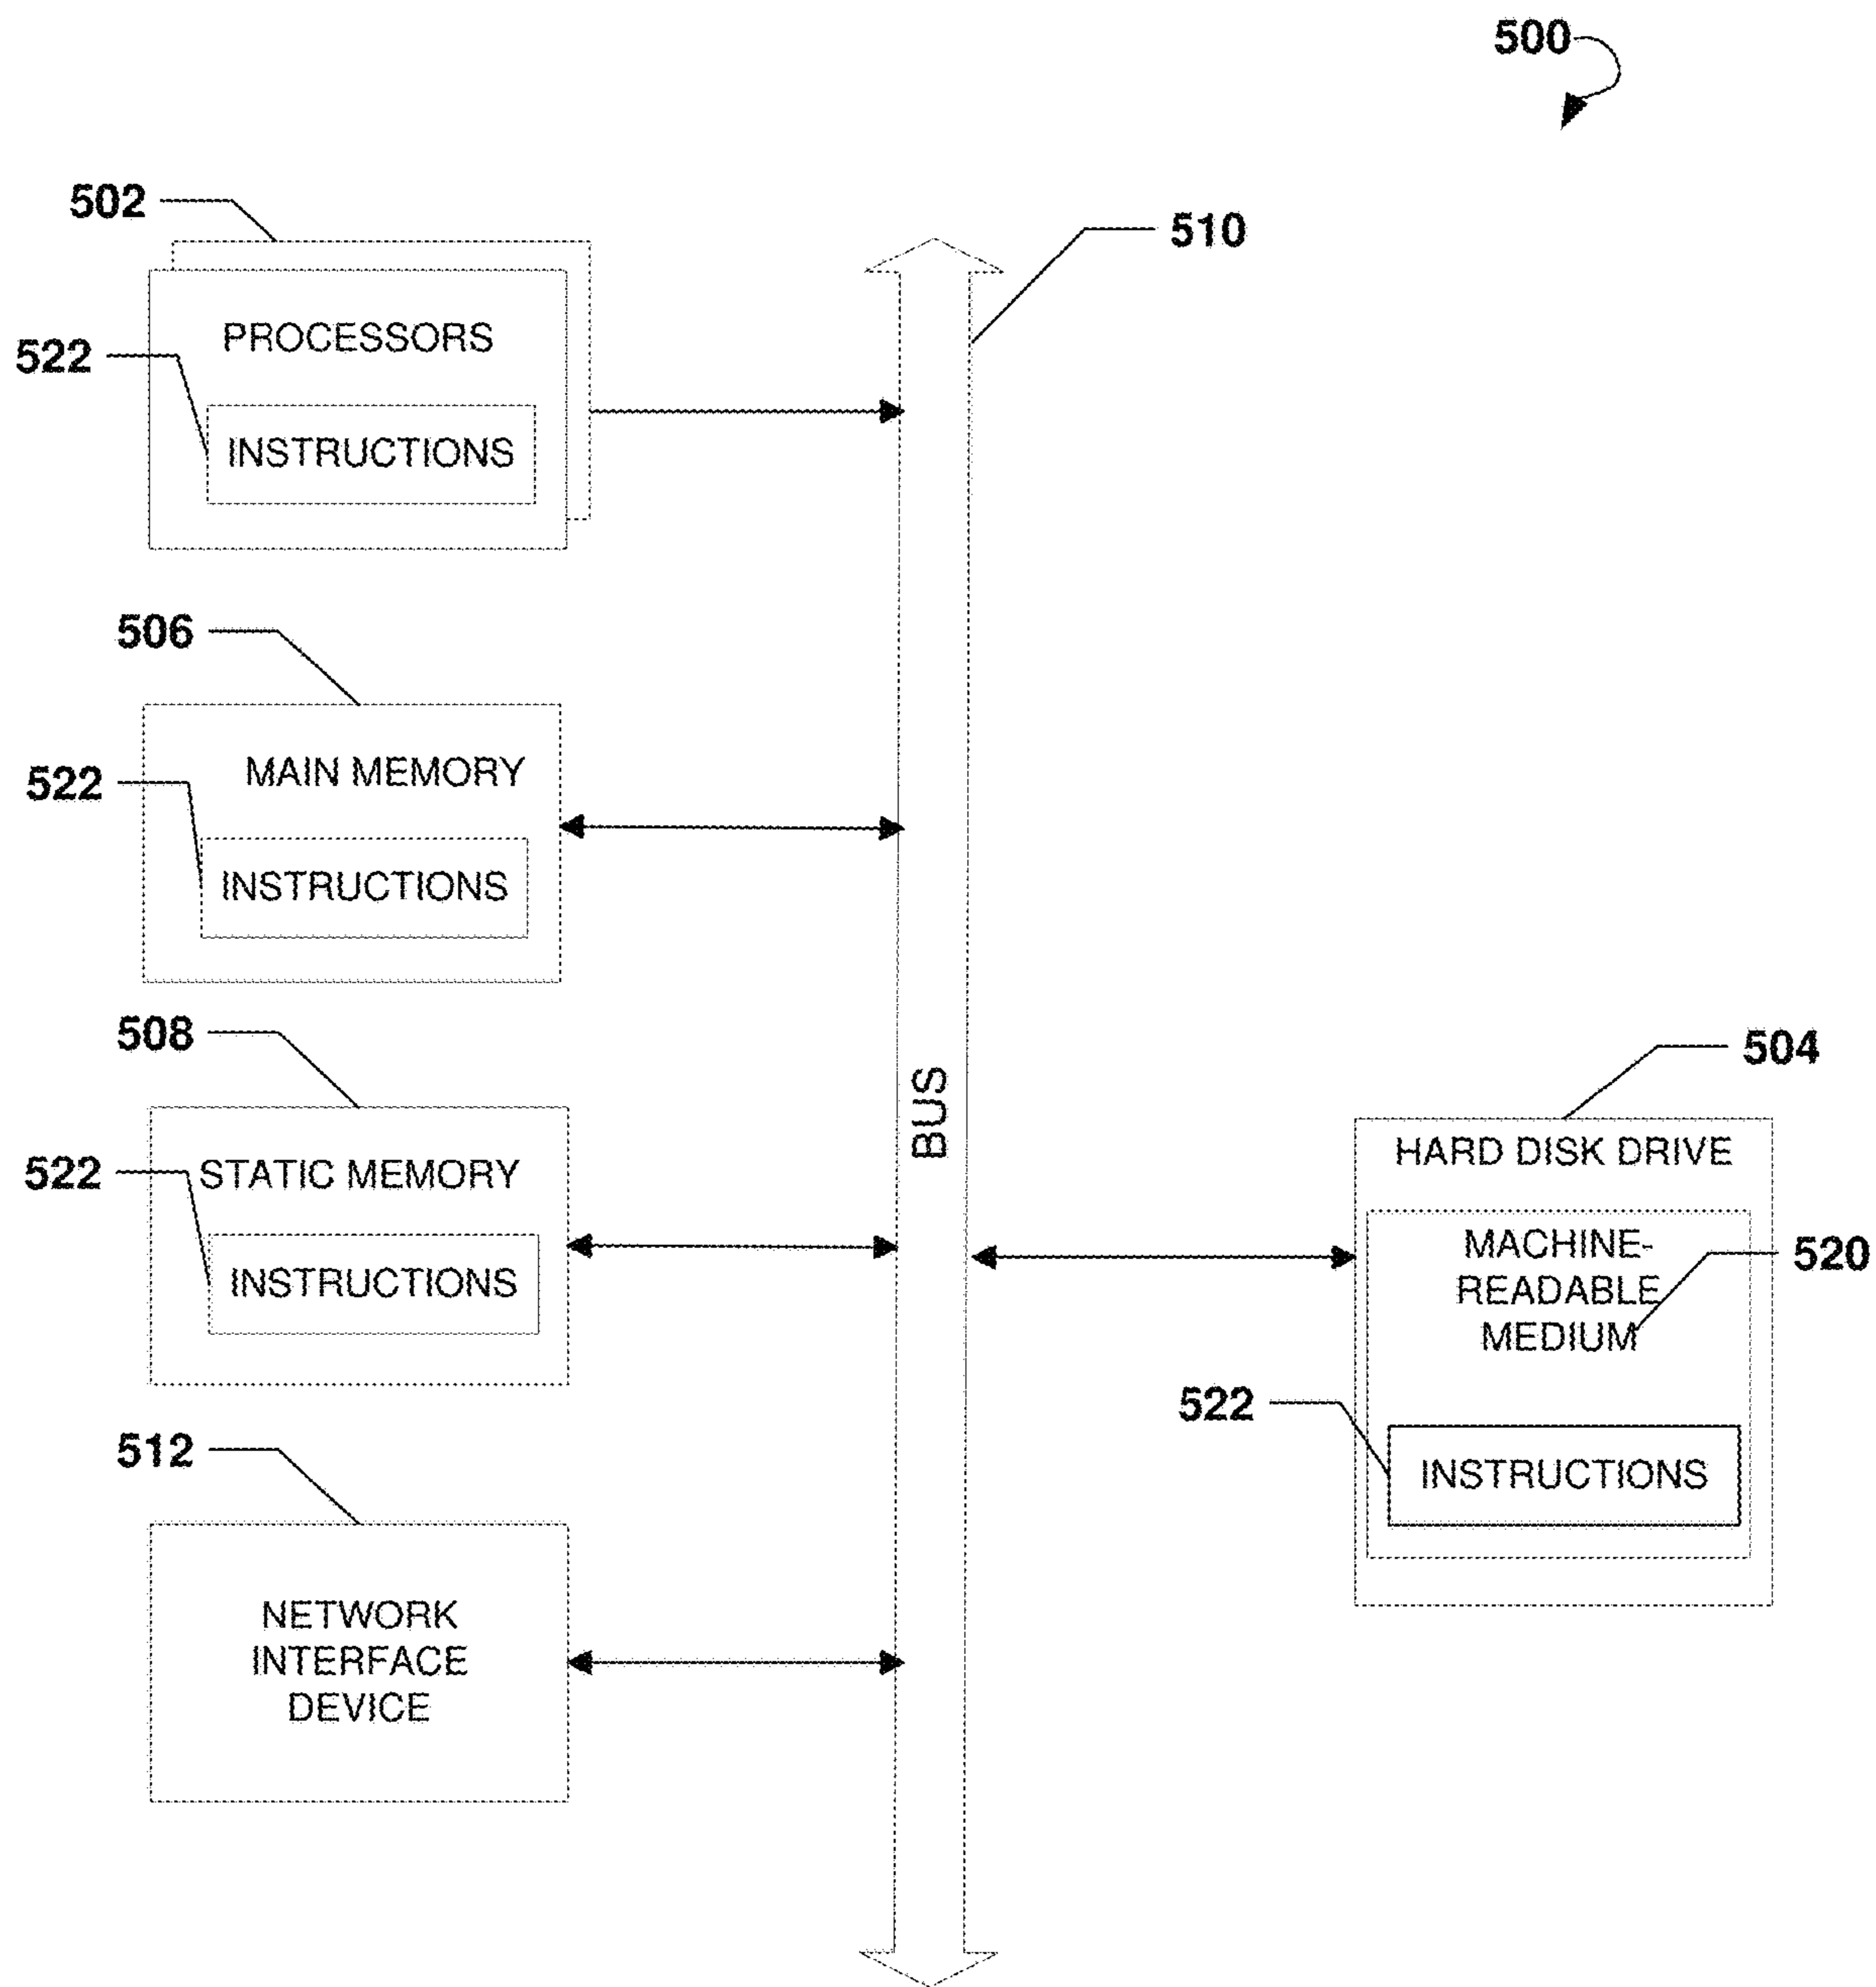 500
502
510
PROCESSORS
522
INSTRUCTIONS
506
MAIN MEMORY
522
INSTRUCTIONS
508
STATIC MEMORY
522
INSTRUCTIONS
BUS
504
HARD DISK DRIVE
MACHINE-
READABLE
MEDIUM
520
522
INSTRUCTIONS
512
NETWORK
INTERFACE
DEVICE